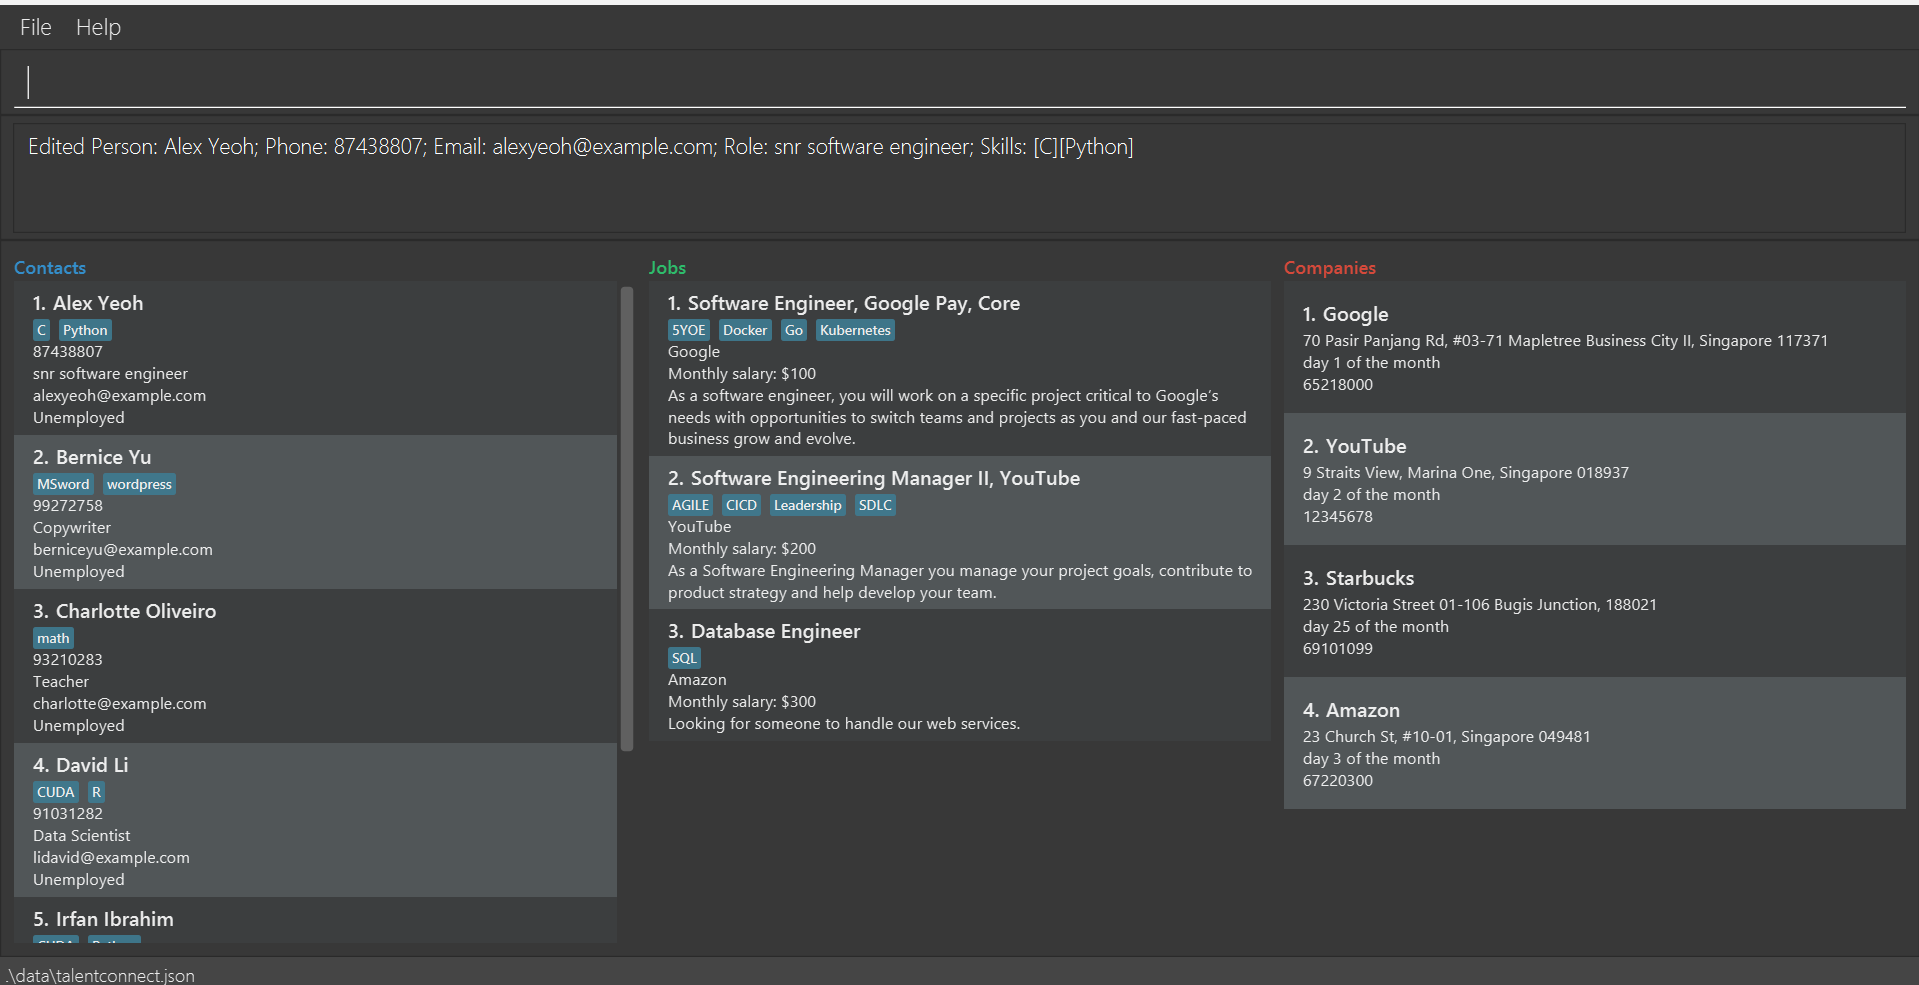 File Help
Edited Person: Alex Yeoh; Phone: 87438807; Email: alexyeoh@example.com; Role: snr software engineer; Skills: [C][Python]
Contacts
1. Alex Yeoh
C Python
87438807
snr software engineer
alexyeoh@example.com
Unemployed
2. Bernice Yu
MSword wordpress
99272758
Copywriter
berniceyu@example.com
Unemployed
3. Charlotte Oliveiro
math
93210283
Teacher
charlotte@example.com
Unemployed
4. David Li
CUDA R
91031282
Data Scientist
lidavid@example.com
Unemployed
5. Irfan Ibrahim
CUDA Python
Jobs
1. Software Engineer, Google Pay, Core
5YOE Docker Go Kubernetes
Google
Monthly salary: $100
As a software engineer, you will work on a specific project critical to Google's
needs with opportunities to switch teams and projects as you and our fast-paced
business grow and evolve.
2. Software Engineering Manager II, YouTube
AGILE CICD Leadership SDLC
YouTube
Monthly salary: $200
As a Software Engineering Manager you manage your project goals, contribute to
product strategy and help develop your team.
3. Database Engineer
SQL
Amazon
Monthly salary: $300
Looking for someone to handle our web services.
Companies
1. Google
70 Pasir Panjang Rd, #03-71 Mapletree Business City II, Singapore 117371
day 1 of the month
65218000
2. YouTube
9 Straits View, Marina One, Singapore 018937
day 2 of the month
12345678
3. Starbucks
230 Victoria Street 01-106 Bugis Junction, 188021
day 25 of the month
69101099
4. Amazon
23 Church St, #10-01, Singapore 049481
day 3 of the month
67220300
.\data\talentconnect.json